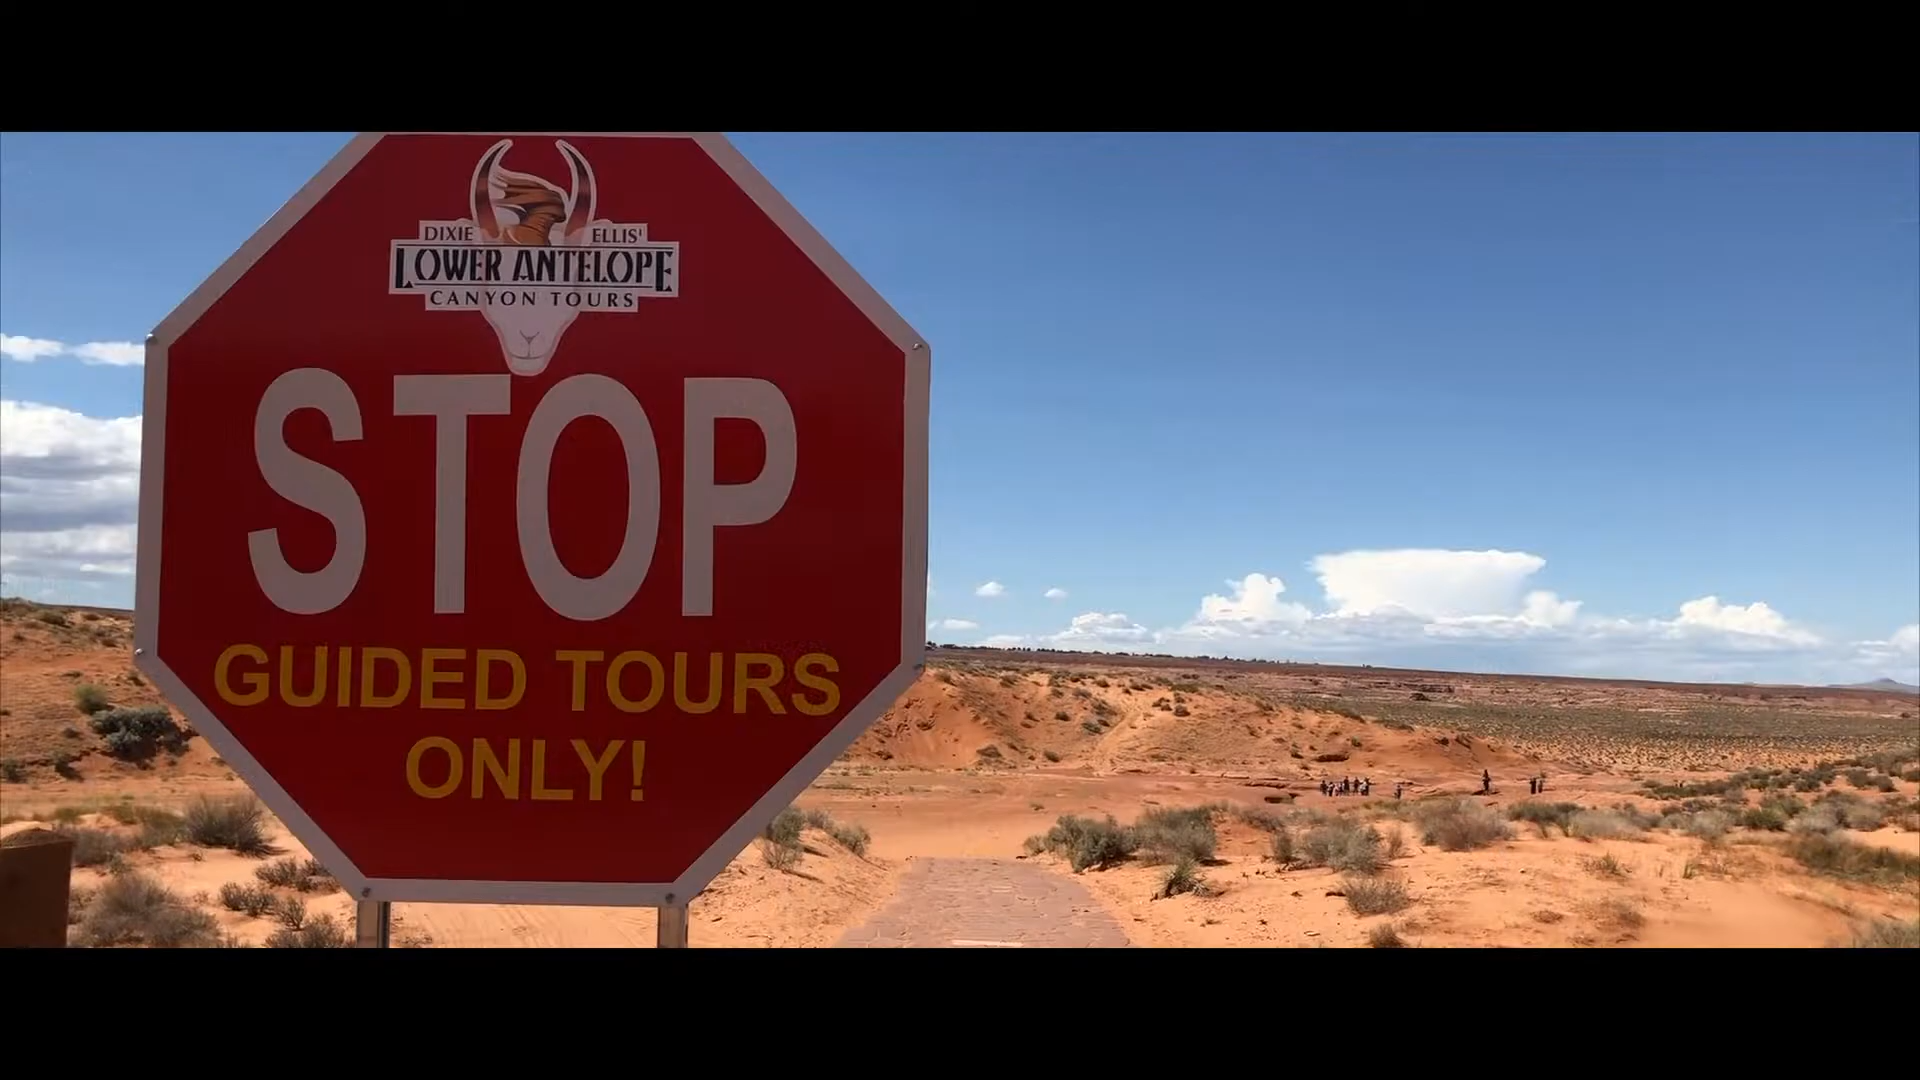 DIXIE ELLIS'
LOWER ANTELOPE
CANYON TOURS
STOP
GUIDED TOURS
ONLY!